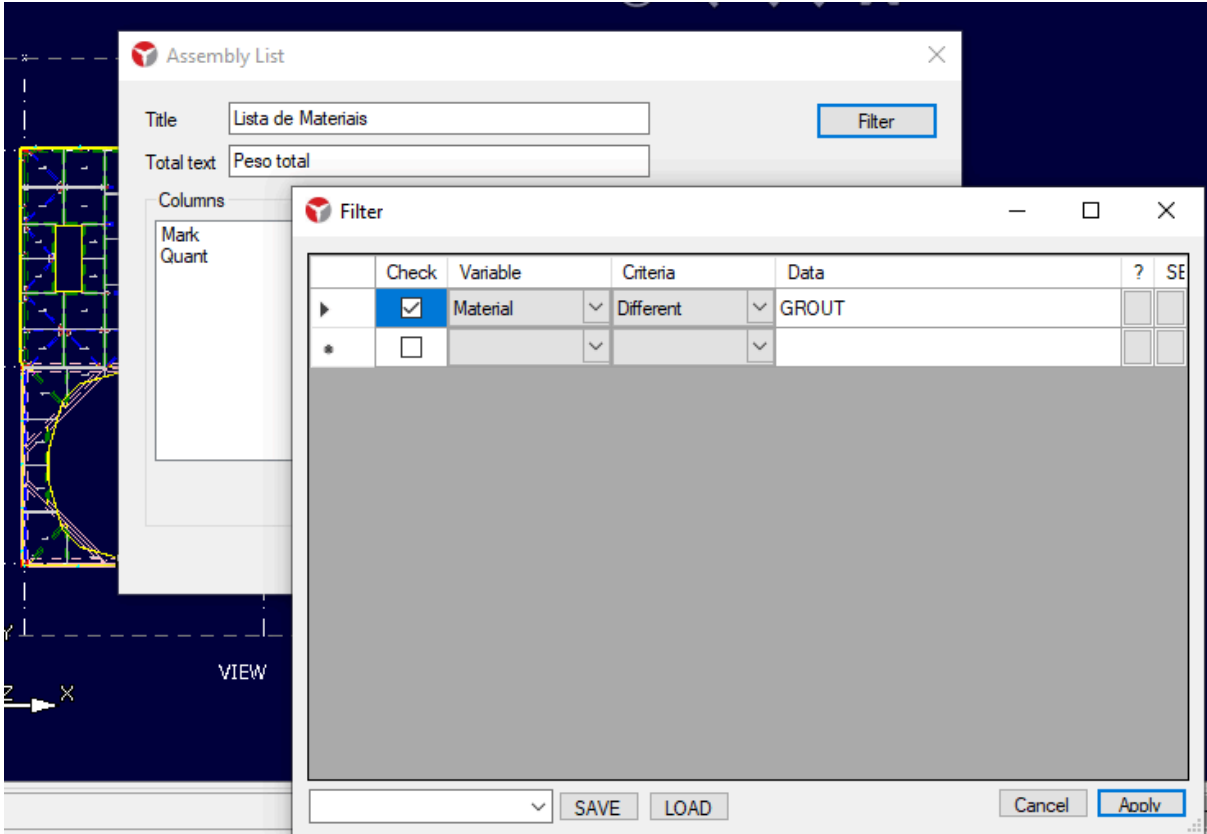 Assembly List
Title Lista de Materiais Filter
Total text Peso total
Columns
Mark
Quant
Filter
Check Variable Criteria Data ? SE
Material Different GROUT
VIEW
Y
Z X
SAVE LOAD Cancel Apply